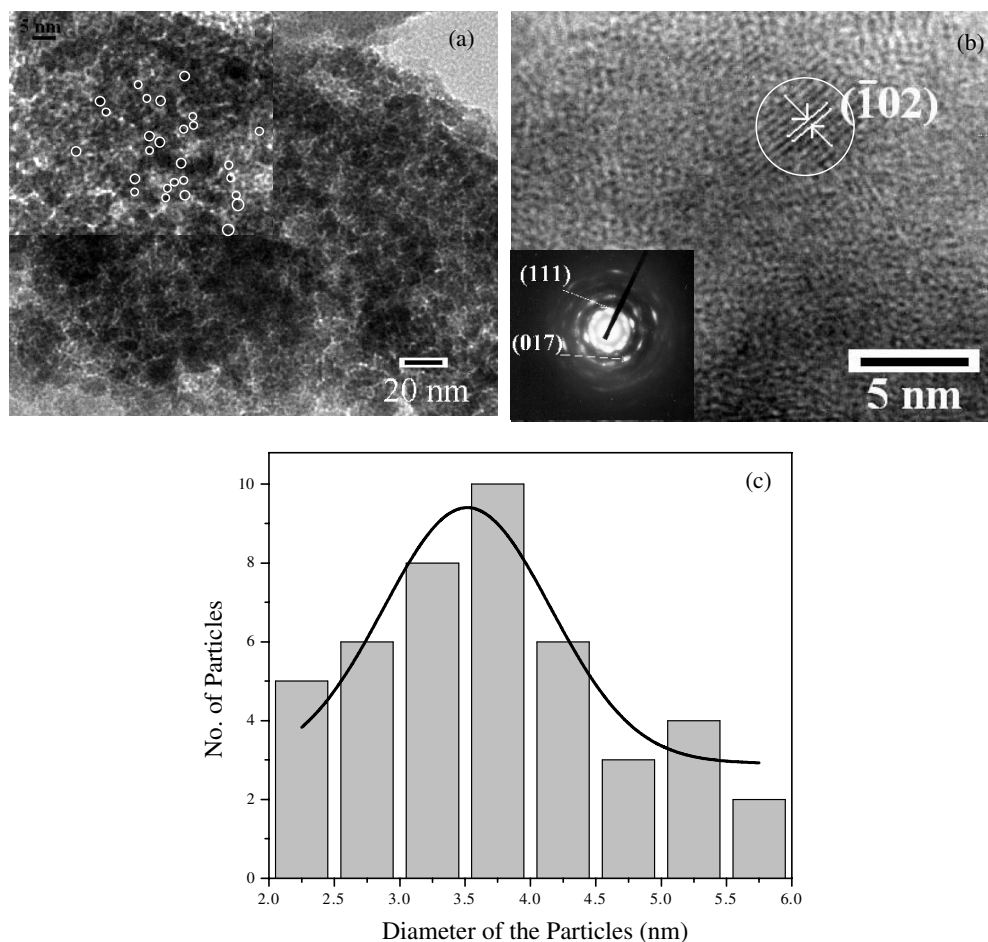 5 nm
(a)
20 nm
(b)
(1̄02)
(111)
(017)
5 nm
(c)
10
8
6
4
2
0
2.0 2.5 3.0 3.5 4.0 4.5 5.0 5.5 6.0
No. of Particles
Diameter of the Particles (nm)